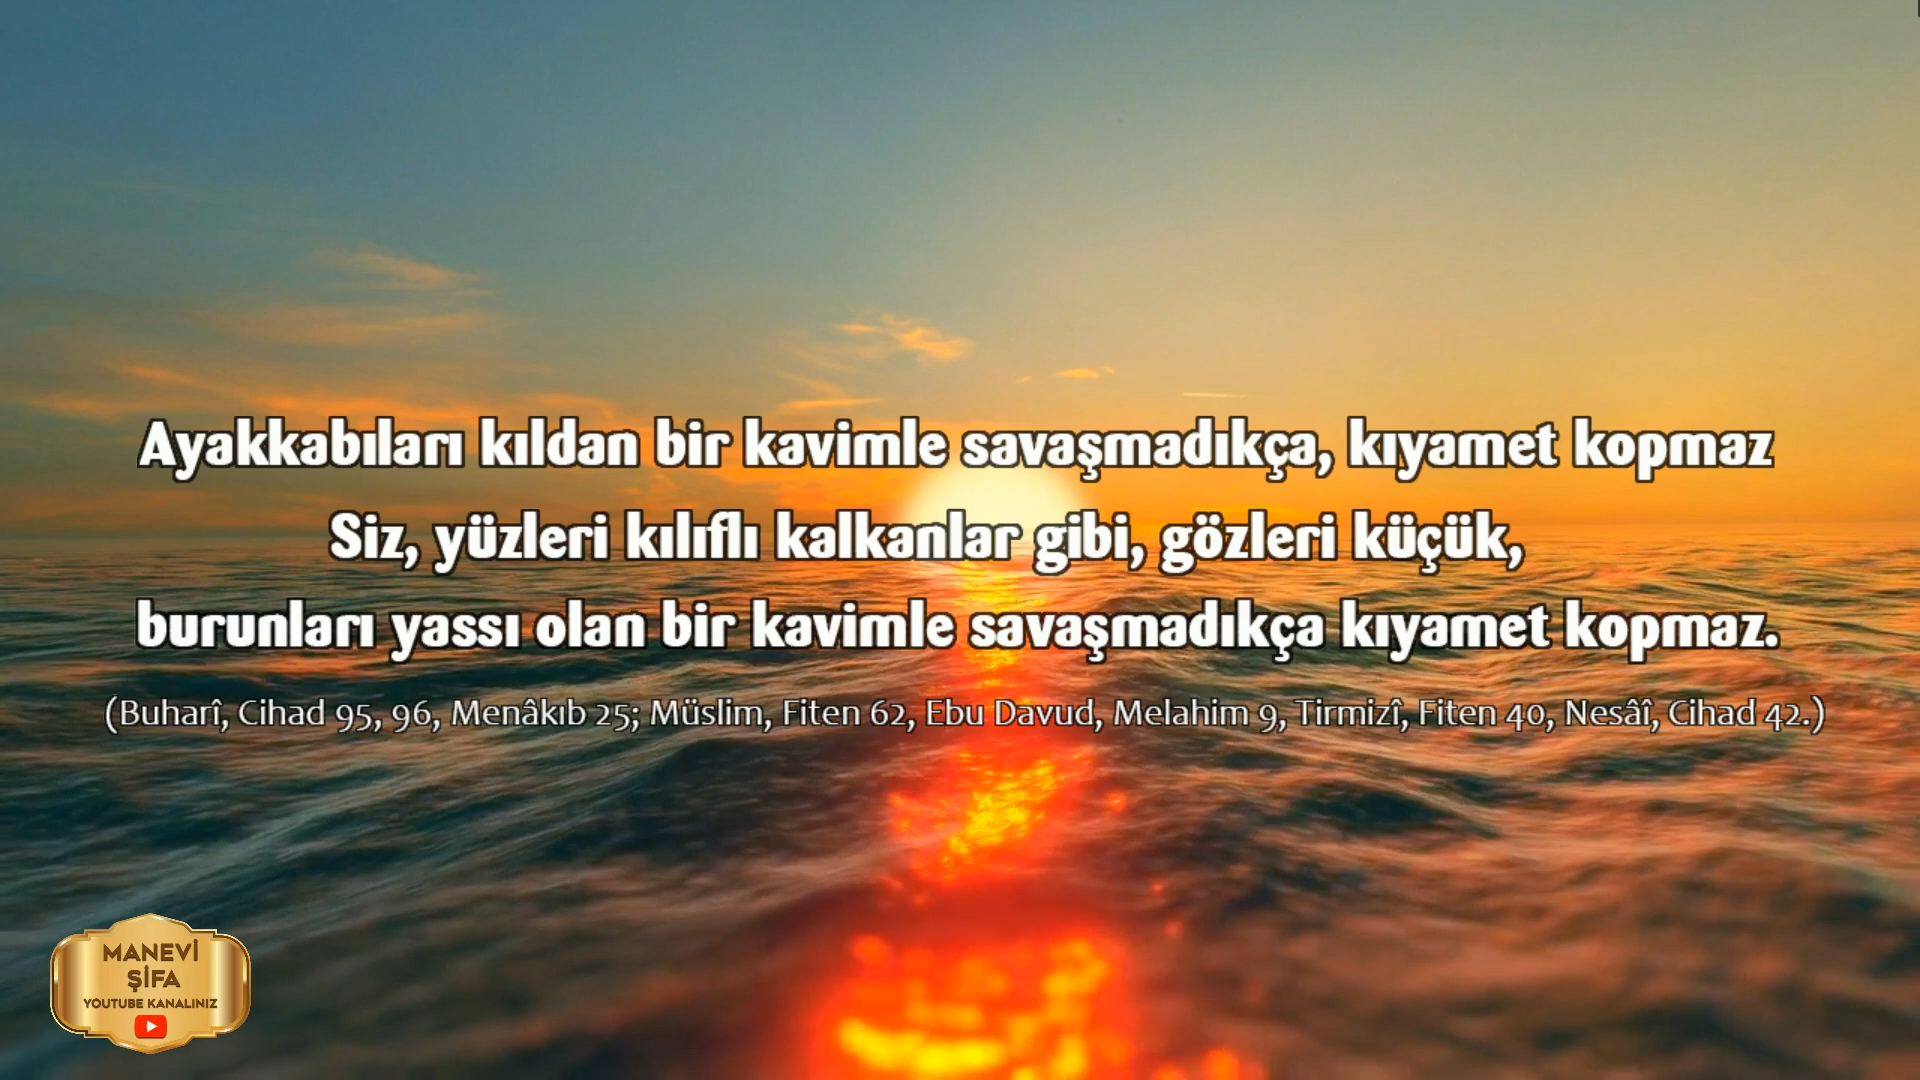 Ayakkabıları kıldan bir kavimle savaşmadıkça, kıyamet kopmaz
Siz, yüzleri kılıflı kalkanlar gibi, gözleri küçük,
burunları yassı olan bir kavimle savaşmadıkça kıyamet kopmaz.
(Buharî, Cihad 95, 96, Menâkıb 25; Müslim, Fiten 62, Ebu Davud, Melahim 9, Tirmizî, Fiten 40, Nesâî, Cihad 42.)
MANEVİ
ŞİFA
YOUTUBE KANALINIZ